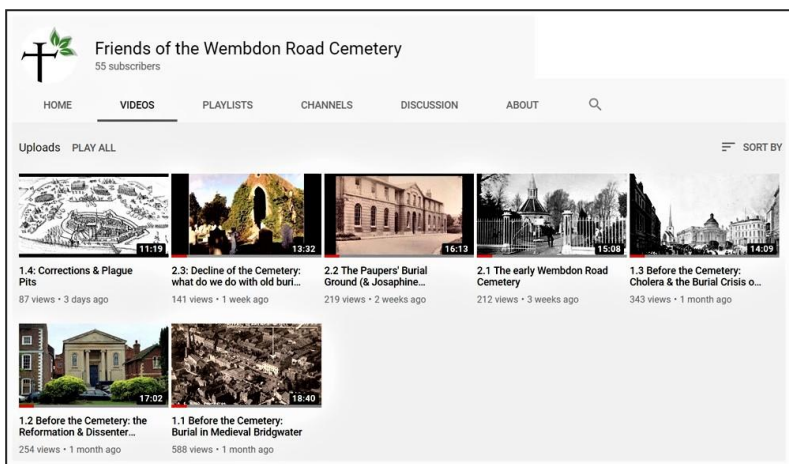 Friends of the Wembdon Road Cemetery
55 subscribers
HOME VIDEOS PLAYLISTS CHANNELS DISCUSSION ABOUT
Uploads PLAY ALL SORT BY
11:19 13:32 16:13 15:08 14:09
1.4: Corrections & Plague
Pits
87 views • 3 days ago
2.3: Decline of the Cemetery:
what do we do with old buri...
141 views • 1 week ago
2.2 The Paupers' Burial
Ground (& Josaphine...
219 views • 2 weeks ago
2.1 The early Wembdon Road
Cemetery
212 views • 3 weeks ago
1.3 Before the Cemetery:
Cholera & the Burial Crisis o...
343 views • 1 month ago
17:02 18:40
1.2 Before the Cemetery: the
Reformation & Dissenter...
254 views • 1 month ago
1.1 Before the Cemetery:
Burial in Medieval Bridgwater
588 views • 1 month ago